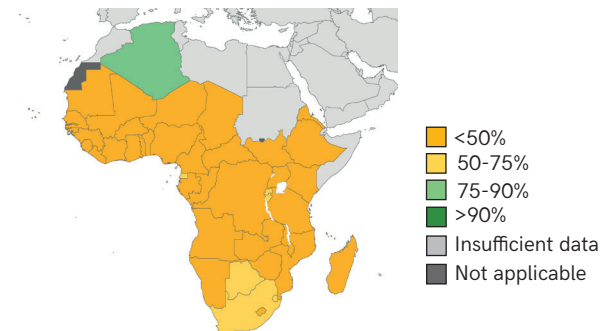 <50%
50-75%
75-90%
>90%
Insufficient data
Not applicable